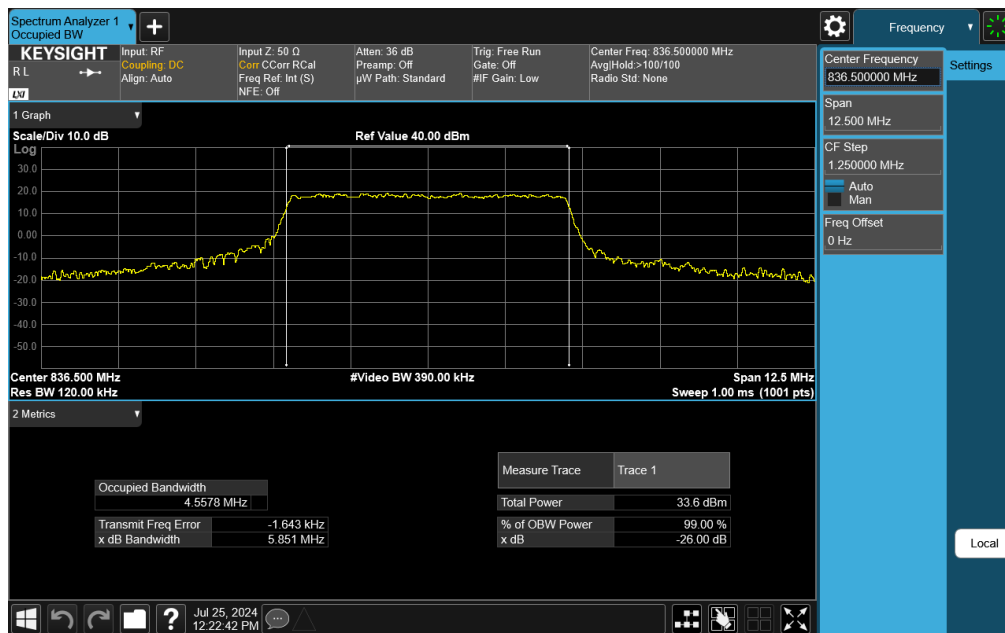 Spectrum Analyzer 1
Occupied BW
+
Frequency
KEYSIGHT
R L
LXI
Input: RF
Coupling: DC
Align: Auto
Input Z: 50 Ω
Corr CCorr RCal
Freq Ref: Int (S)
NFE: Off
Atten: 36 dB
Preamp: Off
µW Path: Standard
Trig: Free Run
Gate: Off
#IF Gain: Low
Center Freq: 836.500000 MHz
Avg|Hold:>100/100
Radio Std: None
1 Graph
Scale/Div 10.0 dB
Ref Value 40.00 dBm
Log
30.0
20.0
10.0
0.00
-10.0
-20.0
-30.0
-40.0
-50.0
Center 836.500 MHz
#Video BW 390.00 kHz
Span 12.5 MHz
Res BW 120.00 kHz
Sweep 1.00 ms (1001 pts)
2 Metrics
Occupied Bandwidth
4.5578 MHz
Transmit Freq Error -1.643 kHz
x dB Bandwidth 5.851 MHz
Measure Trace Trace 1
Total Power 33.6 dBm
% of OBW Power 99.00 %
x dB -26.00 dB
Center Frequency
836.500000 MHz
Settings
Span
12.500 MHz
CF Step
1.250000 MHz
Auto
Man
Freq Offset
0 Hz
Local
?
Jul 25, 2024
12:22:42 PM